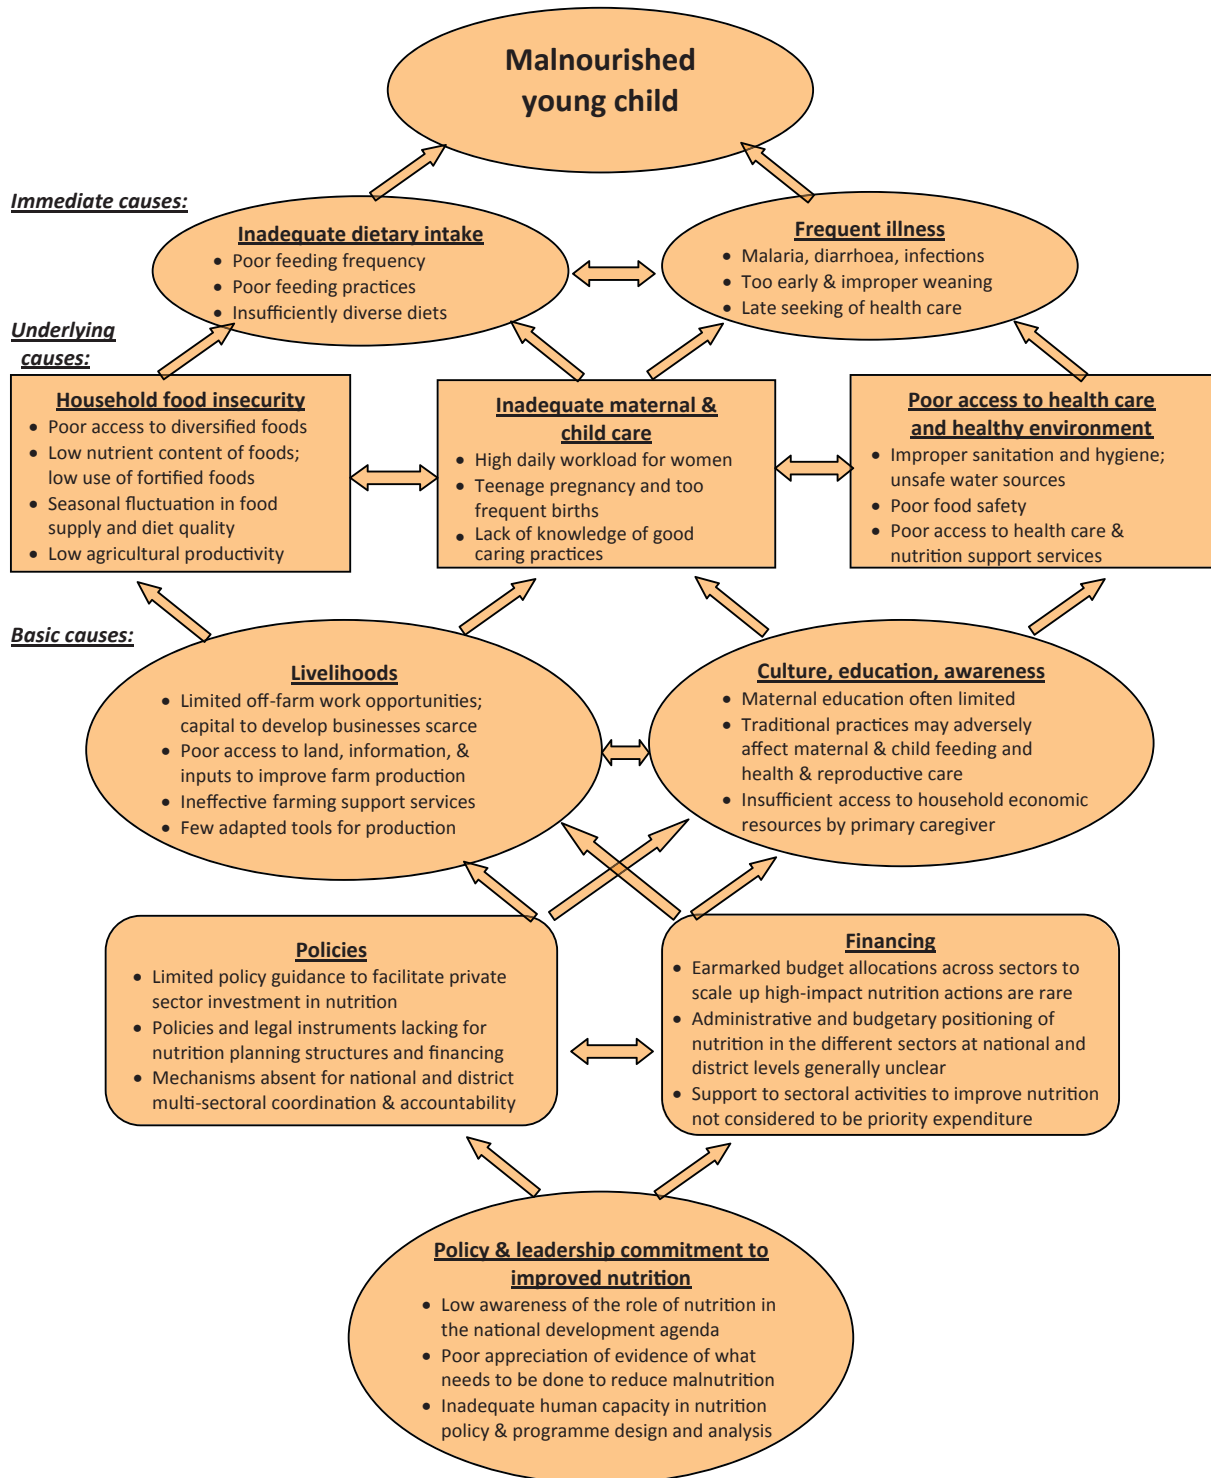 Malnourished
young child
Immediate causes:
Inadequate dietary intake
• Poor feeding frequency
• Poor feeding practices
• Insufficiently diverse diets
Frequent illness
• Malaria, diarrhoea, infections
• Too early & improper weaning
• Late seeking of health care
Underlying
causes:
Household food insecurity
• Poor access to diversified foods
• Low nutrient content of foods;
low use of fortified foods
• Seasonal fluctuation in food
supply and diet quality
• Low agricultural productivity
Inadequate maternal &
child care
• High daily workload for women
• Teenage pregnancy and too
frequent births
• Lack of knowledge of good
caring practices
Poor access to health care
and healthy environment
• Improper sanitation and hygiene;
unsafe water sources
• Poor food safety
• Poor access to health care &
nutrition support services
Basic causes:
Livelihoods
• Limited off-farm work opportunities;
capital to develop businesses scarce
• Poor access to land, information, &
inputs to improve farm production
• Ineffective farming support services
• Few adapted tools for production
Culture, education, awareness
• Maternal education often limited
• Traditional practices may adversely
affect maternal & child feeding and
health & reproductive care
• Insufficient access to household economic
resources by primary caregiver
Policies
• Limited policy guidance to facilitate private
sector investment in nutrition
• Policies and legal instruments lacking for
nutrition planning structures and financing
• Mechanisms absent for national and district
multi-sectoral coordination & accountability
Financing
• Earmarked budget allocations across sectors to
scale up high-impact nutrition actions are rare
• Administrative and budgetary positioning of
nutrition in the different sectors at national and
district levels generally unclear
• Support to sectoral activities to improve nutrition
not considered to be priority expenditure
Policy & leadership commitment to
improved nutrition
• Low awareness of the role of nutrition in
the national development agenda
• Poor appreciation of evidence of what
needs to be done to reduce malnutrition
• Inadequate human capacity in nutrition
policy & programme design and analysis